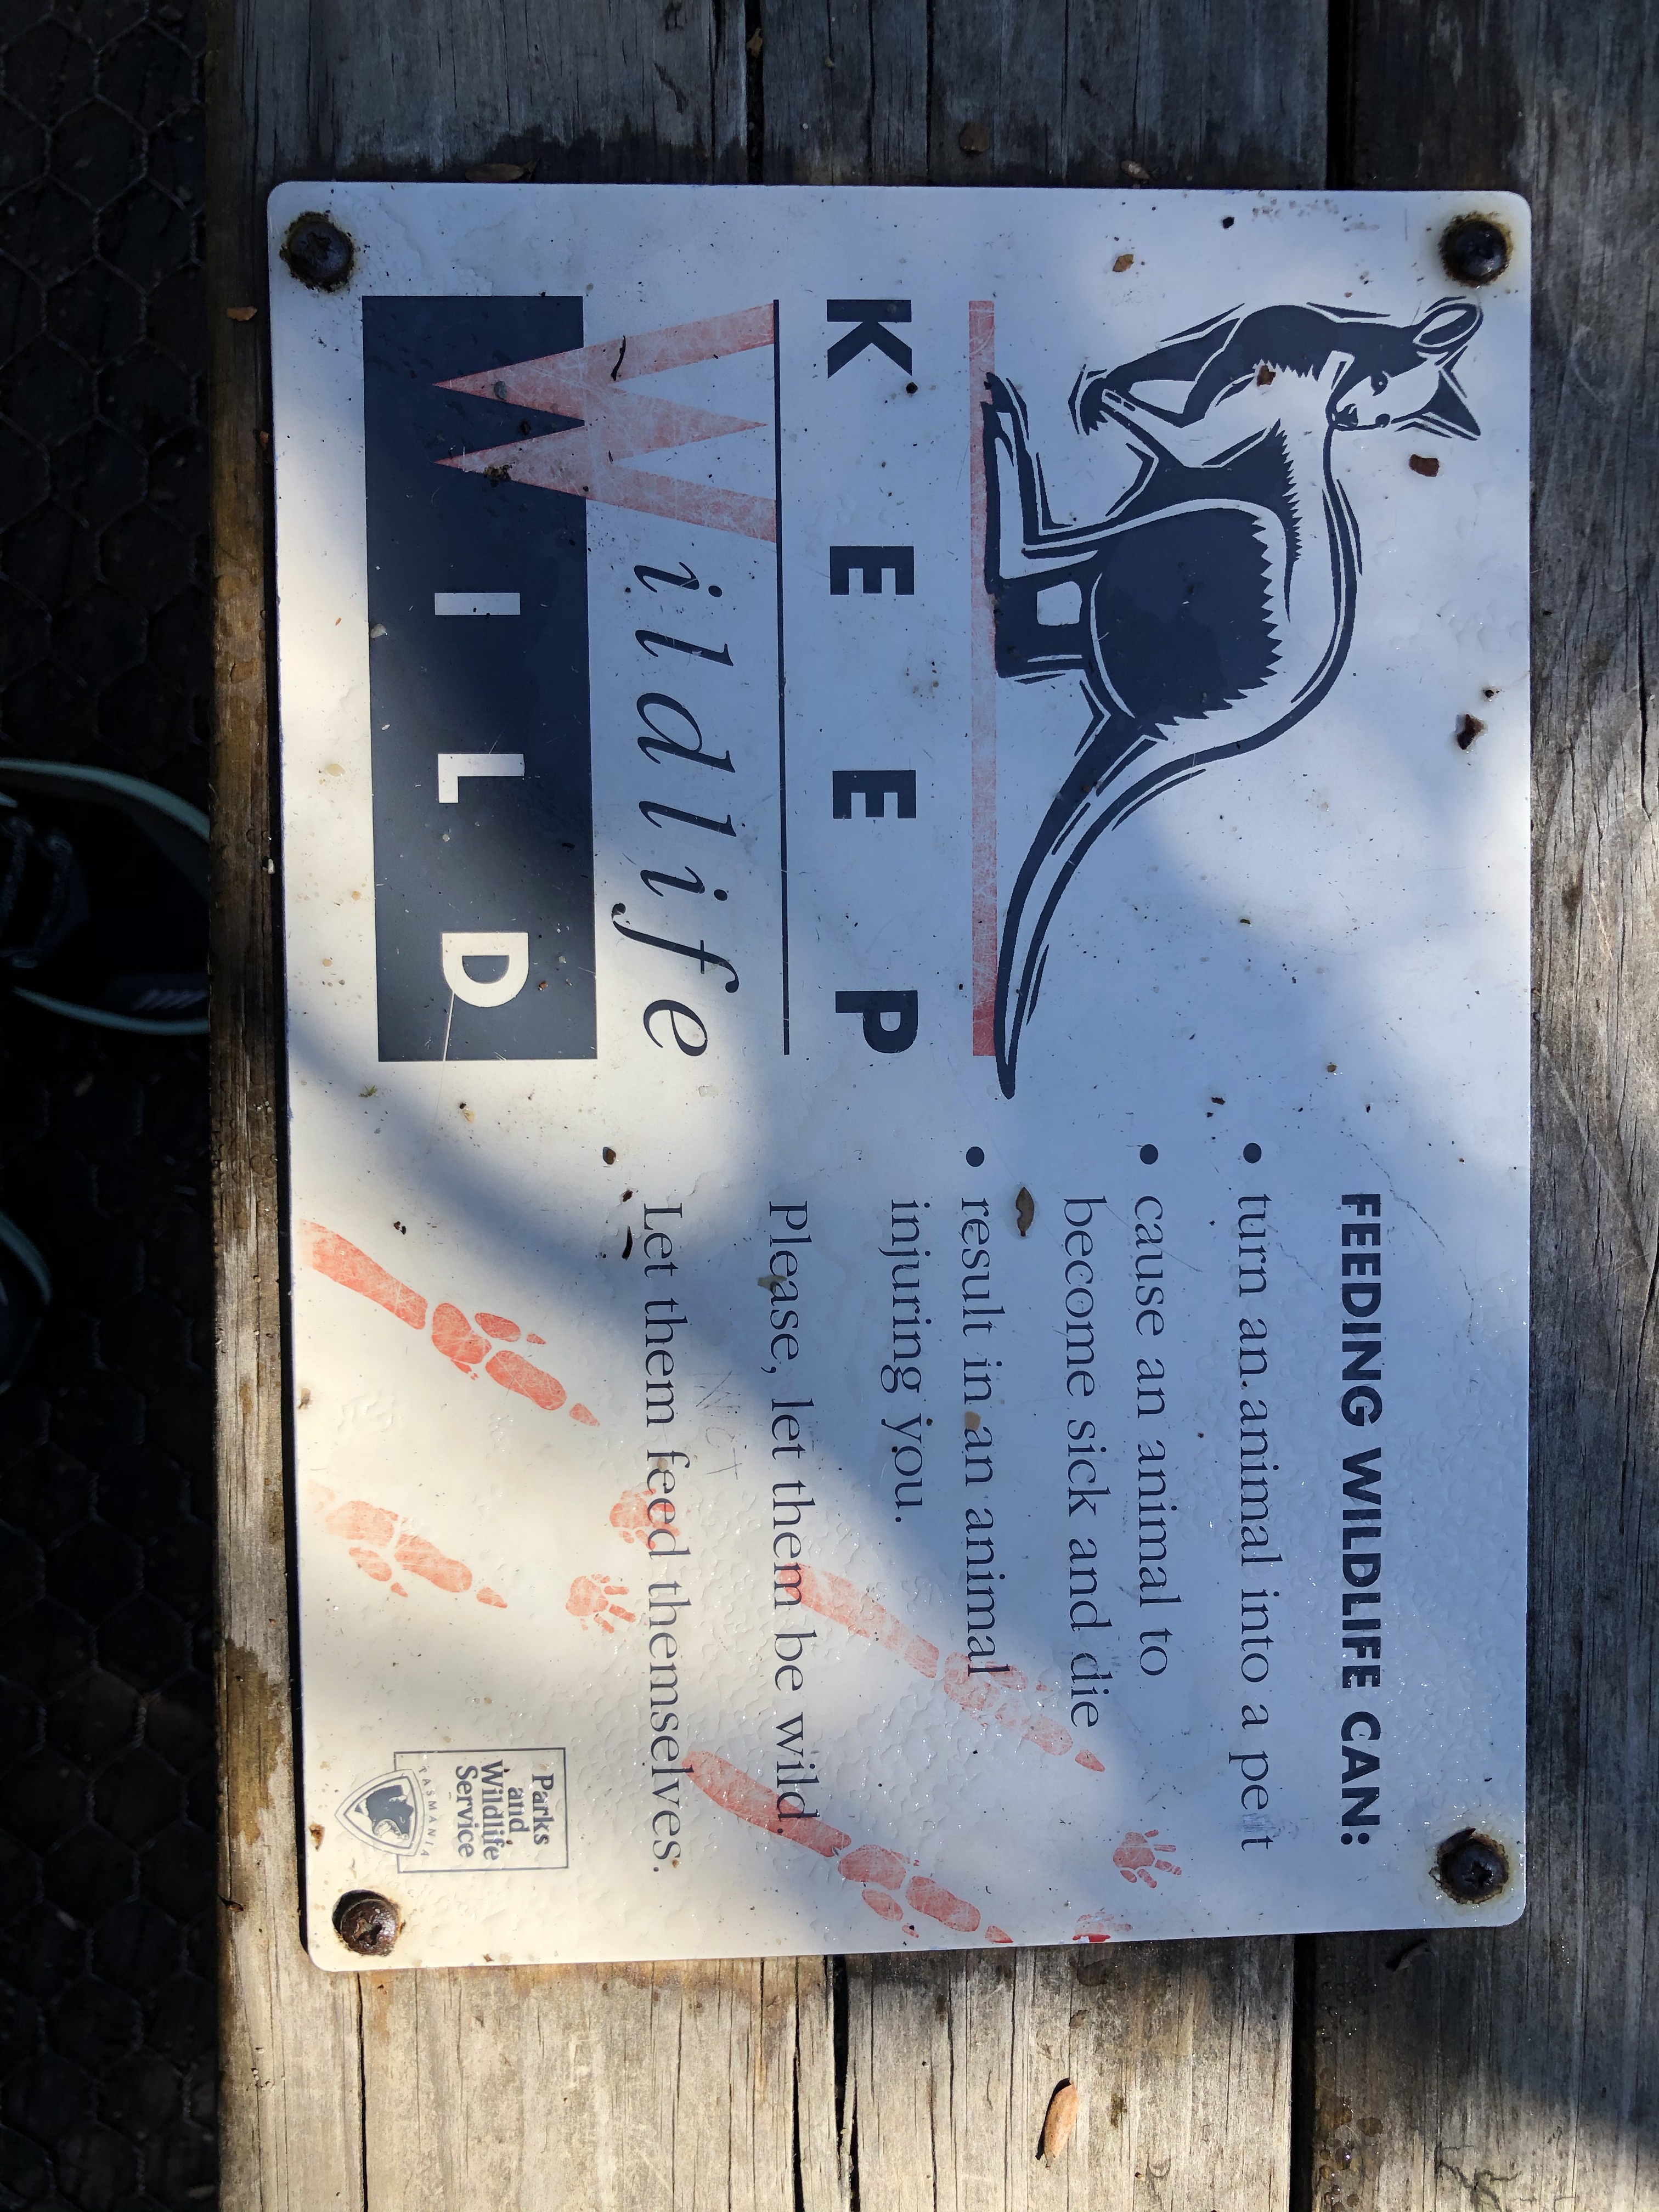 KEEP
Wildlife
WILD
FEEDING WILDLIFE CAN:
• turn an animal into a pet
• cause an animal to
become sick and die
• result in an animal
injuring you.
Please, let them be wild.
Let them feed themselves.
Parks
and
Wildlife
Service
TASMANIA